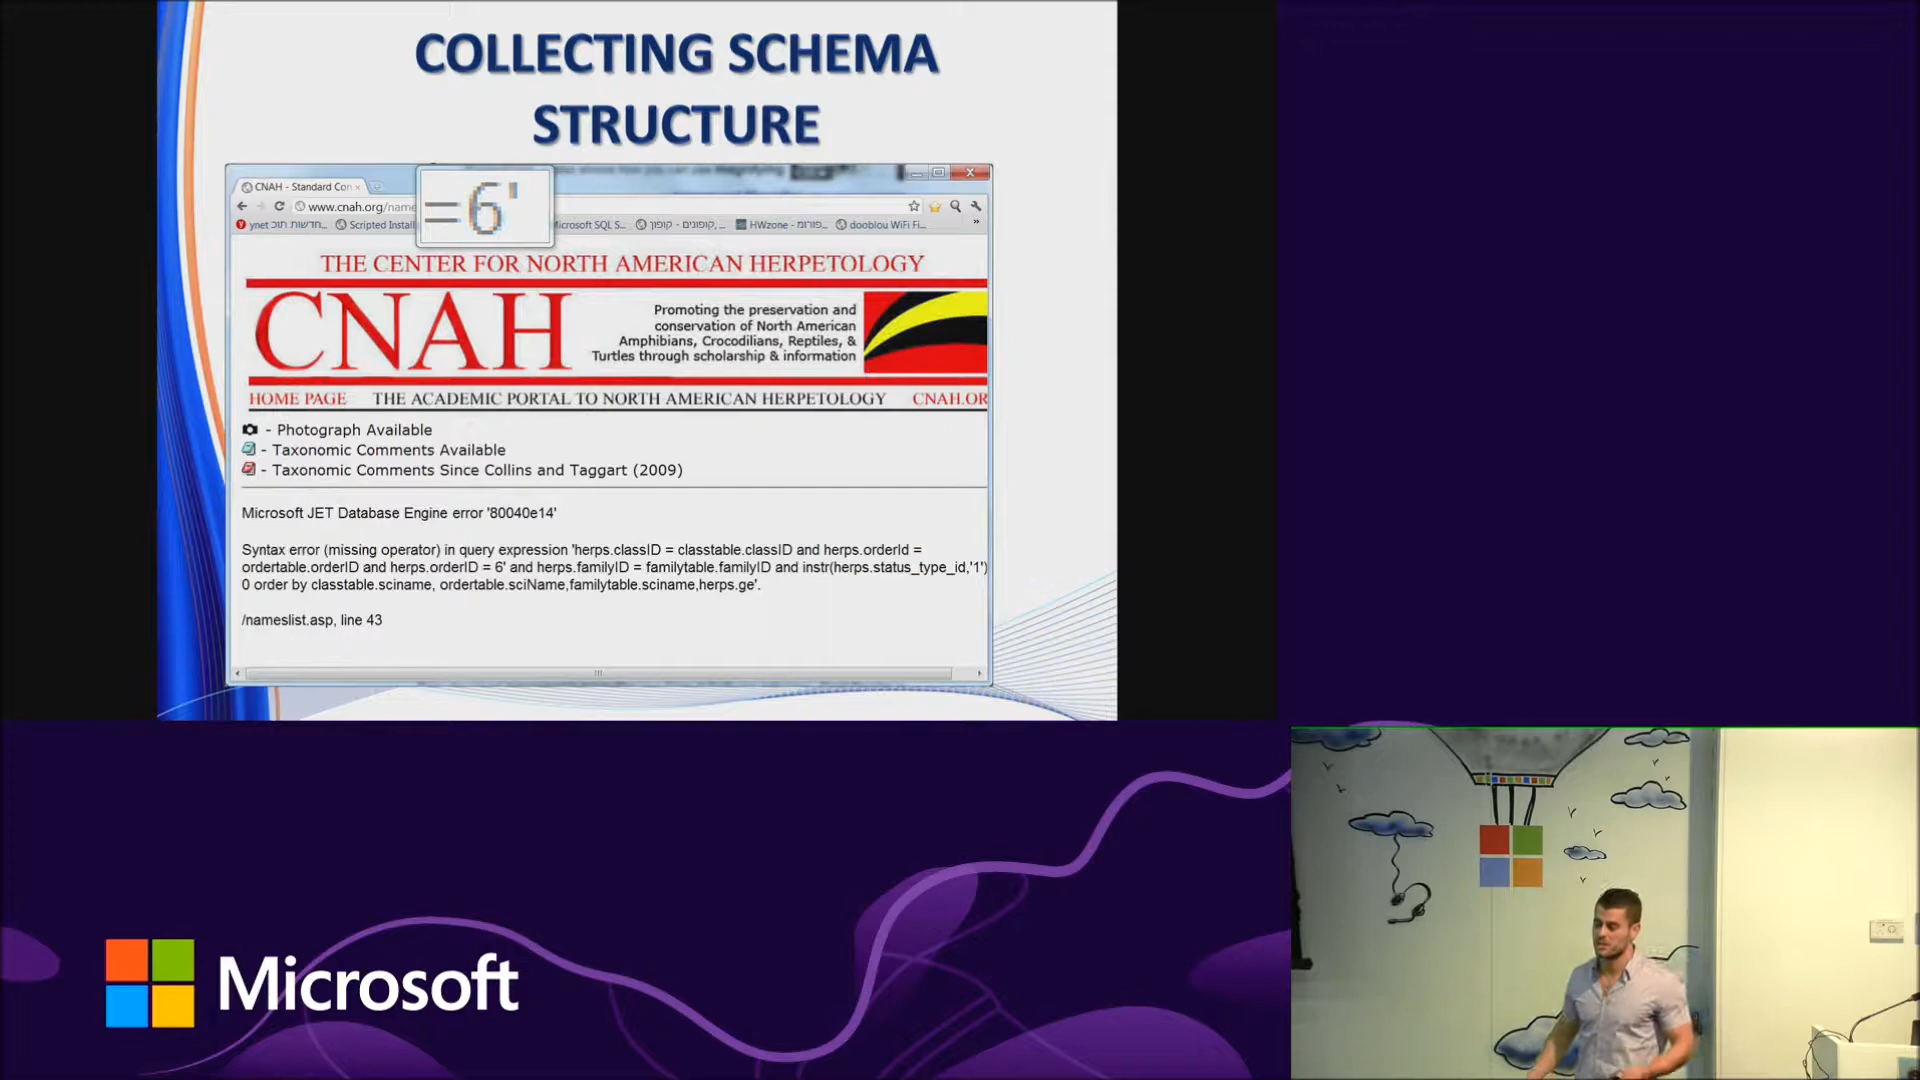 COLLECTING SCHEMA
STRUCTURE
CNAH - Standard Con
www.cnah.org/name
=6'
ynet חדשות תוכ
Scripted Install
Microsoft SQL S...
קופון - קופונים, ...
HWzone - פורומ...
dooblou WiFi Fi...
THE CENTER FOR NORTH AMERICAN HERPETOLOGY
CNAH
Promoting the preservation and
conservation of North American
Amphibians, Crocodilians, Reptiles, &
Turtles through scholarship & information
HOME PAGE THE ACADEMIC PORTAL TO NORTH AMERICAN HERPETOLOGY CNAH.OR
- Photograph Available
- Taxonomic Comments Available
- Taxonomic Comments Since Collins and Taggart (2009)
Microsoft JET Database Engine error '80040e14'
Syntax error (missing operator) in query expression 'herps.classID = classtable.classID and herps.orderId =
ordertable.orderID and herps.orderID = 6' and herps.familyID = familytable.familyID and instr(herps.status_type_id,'1')
0 order by classtable.sciname, ordertable.sciName,familytable.sciname,herps.ge'.
/nameslist.asp, line 43
Microsoft